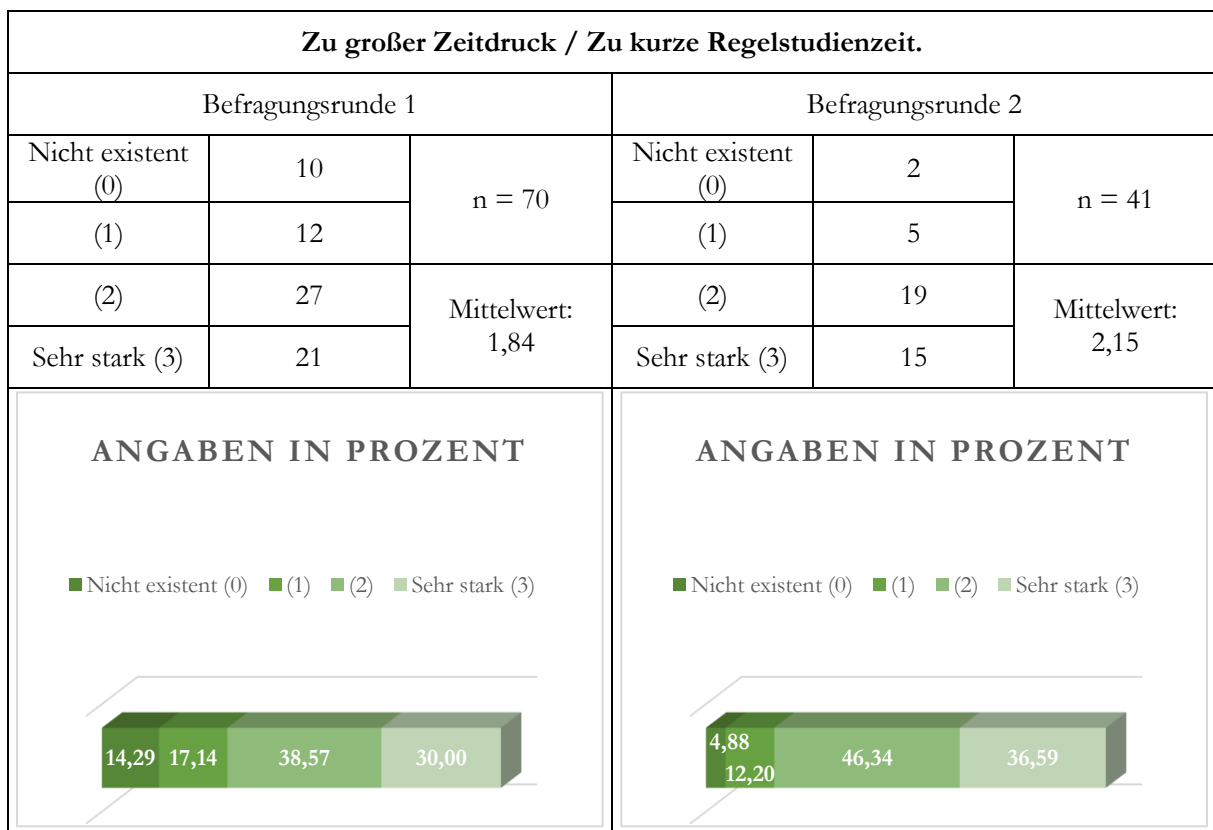 Zu großer Zeitdruck / Zu kurze Regelstudienzeit.
Befragungsrunde 1
Befragungsrunde 2
Nicht existent
(0)
10
n = 70
Nicht existent
(0)
2
n = 41
(1)
12
(1)
5
(2)
27
Mittelwert:
1,84
(2)
19
Mittelwert:
2,15
Sehr stark (3)
21
Sehr stark (3)
15
ANGABEN IN PROZENT
Nicht existent (0) (1) (2) Sehr stark (3)
14,29 17,14 38,57 30,00
ANGABEN IN PROZENT
Nicht existent (0) (1) (2) Sehr stark (3)
4,88
12,20
46,34 36,59